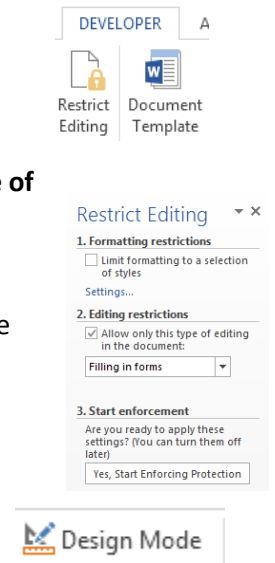 DEVELOPER A
Restrict Editing
Document Template
of
Restrict Editing
1. Formatting restrictions
Limit formatting to a selection
of styles
Settings...
2. Editing restrictions
Allow only this type of editing
in the document:
e
Filling in forms
3. Start enforcement
Are you ready to apply these
settings? (You can turn them off
later)
Yes, Start Enforcing Protection
Design Mode